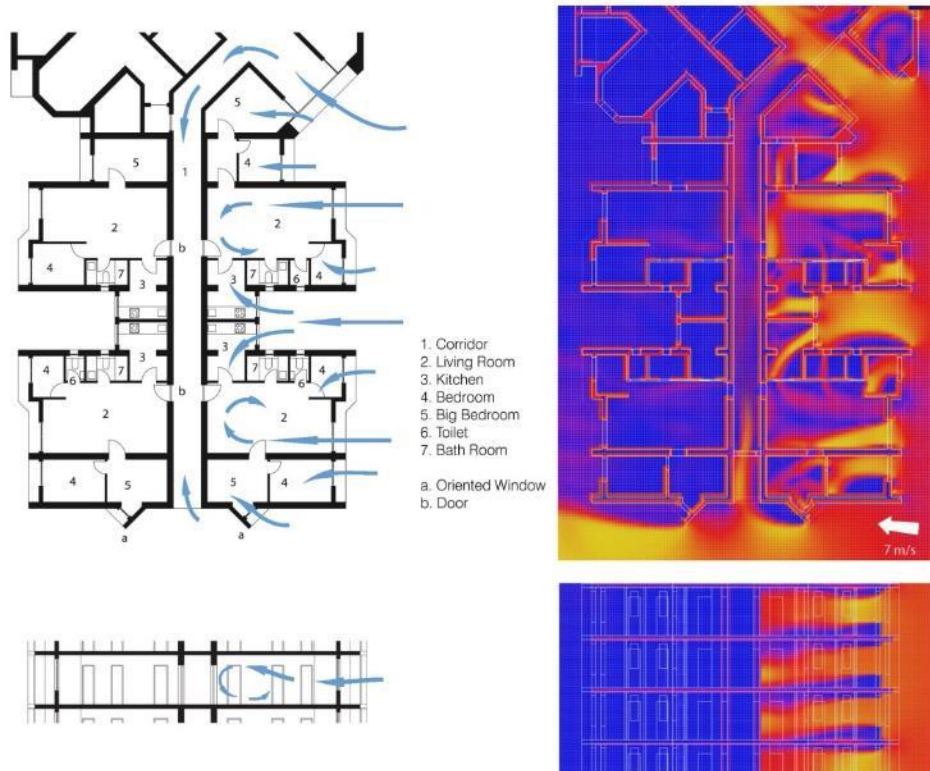 5
5 4
1
2 2
b
4 7 3 3 7 6 4
3 3
4 6 7 7 6 4
b
2 2
4 5 5 4
a a
1. Corridor
2. Living Room
3. Kitchen
4. Bedroom
5. Big Bedroom
6. Toilet
7. Bath Room
a. Oriented Window
b. Door
7 m/s